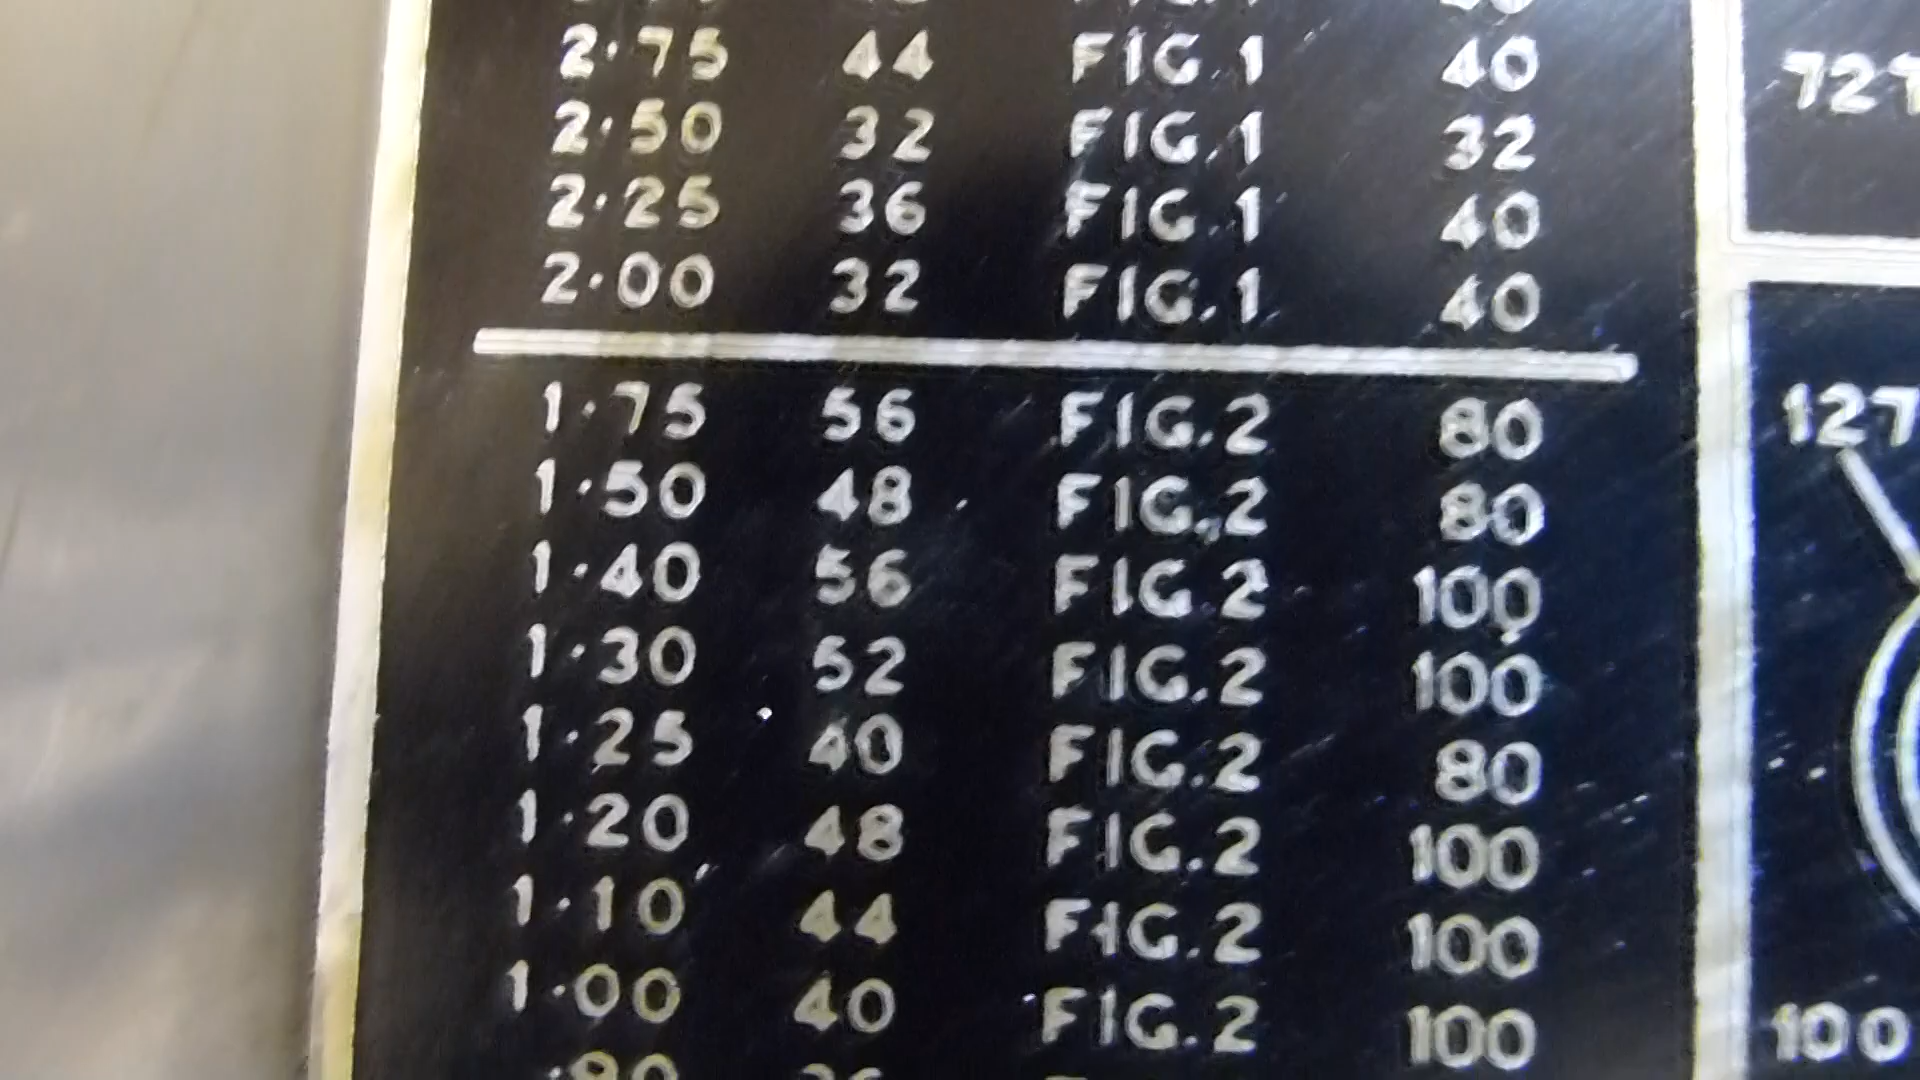 2·75 44 FIG.1 40
72T
2·50 32 FIG.1 32
2·25 36 FIG.1 40
2·00 32 FIG.1 40
1·75 56 FIG.2 80
127
1·50 48 FIG.2 80
1·40 56 FIG.2 100
1·30 52 FIG.2 100
1·25 40 FIG.2 80
1·20 48 FIG.2 100
1·10 44 FIG.2 100
1·00 40 FIG.2 100
100